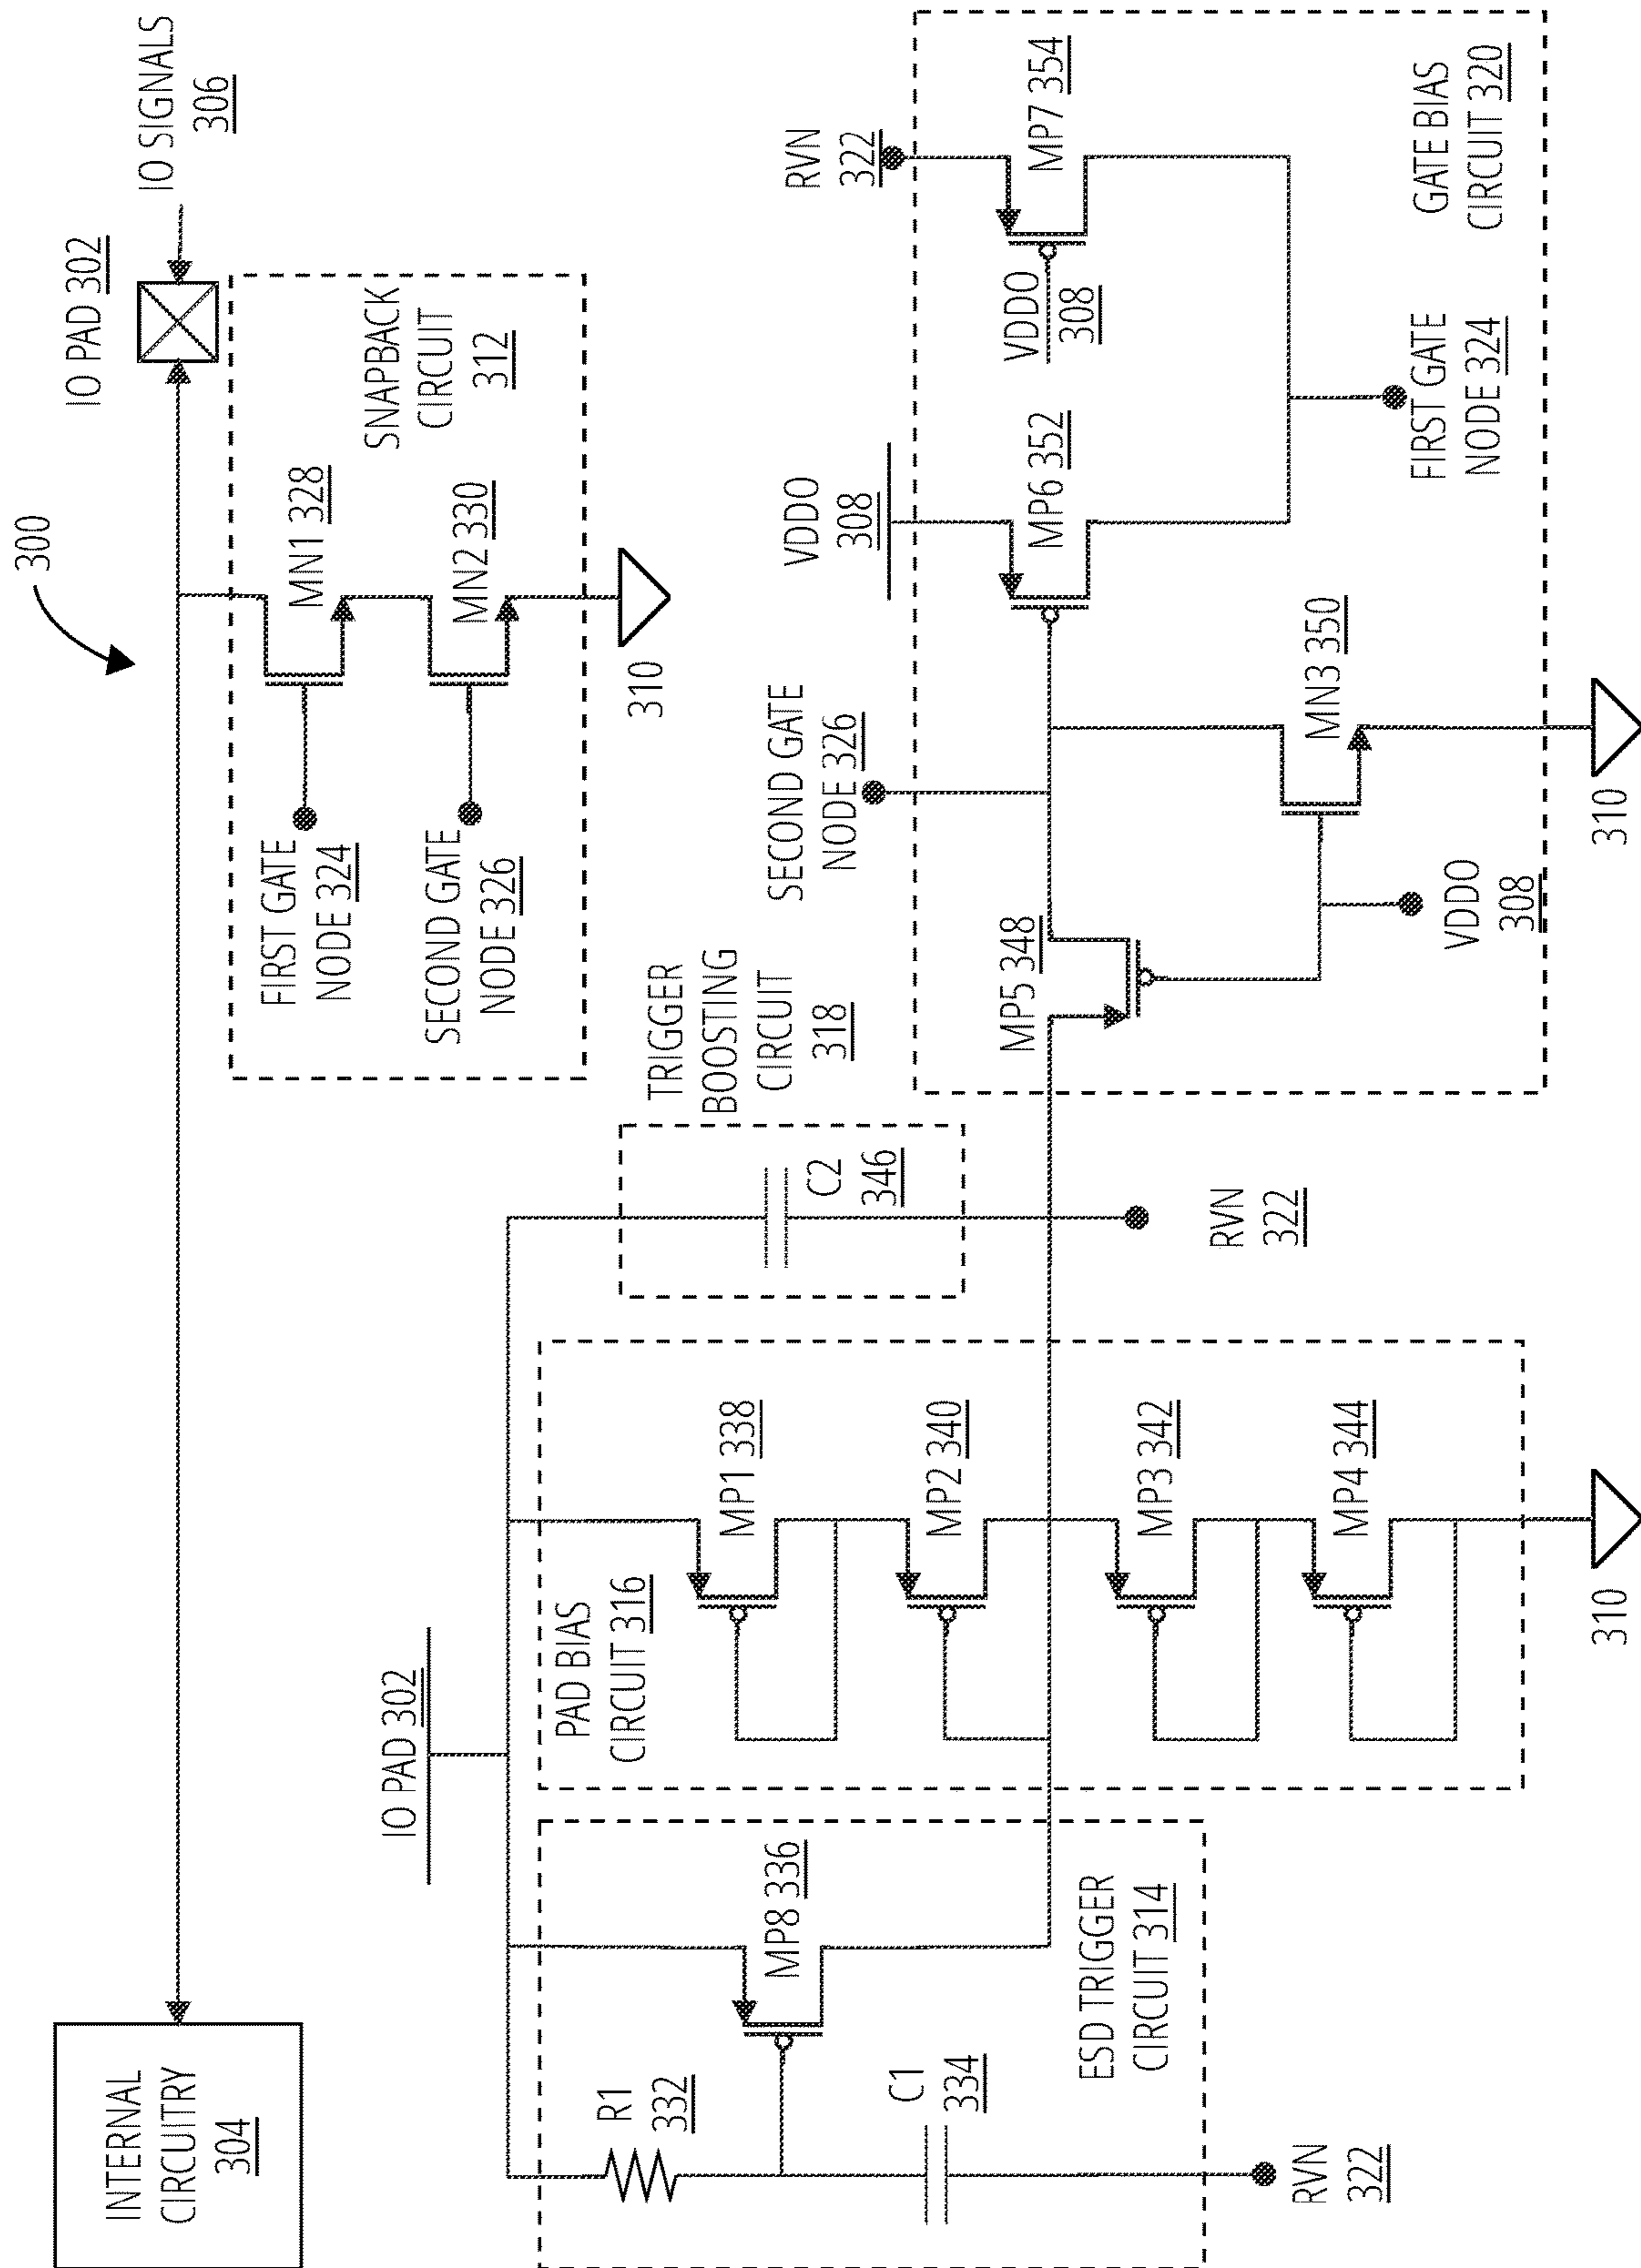 300
INTERNAL
CIRCUITRY
304
IO PAD 302
IO SIGNALS
306
FIRST GATE
NODE 324
SECOND GATE
NODE 326
MN1 328
MN2 330
SNAPBACK
CIRCUIT
312
310
IO PAD 302
R1
332
C1
334
MP8 336
ESD TRIGGER
CIRCUIT 314
RVN
322
PAD BIAS
CIRCUIT 316
MP1 338
MP2 340
MP3 342
MP4 344
310
TRIGGER
BOOSTING
CIRCUIT
318
C2
346
RVN
322
SECOND GATE
NODE 326
MP5 348
MN3 350
VDDO
308
310
VDDO
308
MP6 352
RVN
322
MP7 354
VDDO
308
FIRST GATE
NODE 324
GATE BIAS
CIRCUIT 320